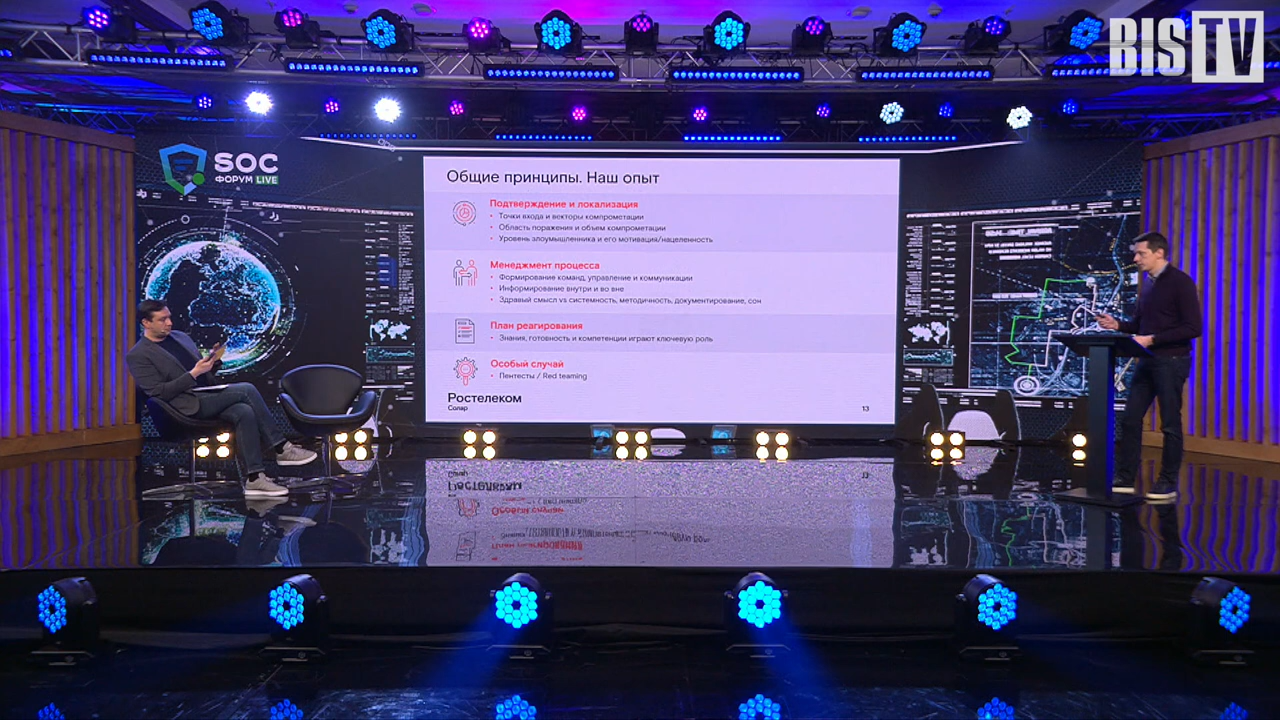 BIS TV
SOC
ФОРУМ LIVE
Общие принципы. Наш опыт
Подтверждение и локализация
• Точки входа и векторы компрометации
• Область поражения и объем компрометации
• Уровень злоумышленника и его мотивация/нацеленность
Менеджмент процесса
• Формирование команд, управление и коммуникации
• Информирование внутри и во вне
• Здравый смысл vs системность, методичность, документирование, сон
План реагирования
• Знания, готовность и компетенции играют ключевую роль
Особый случай
• Пентесты / Red teaming
Ростелеком
Солар
13